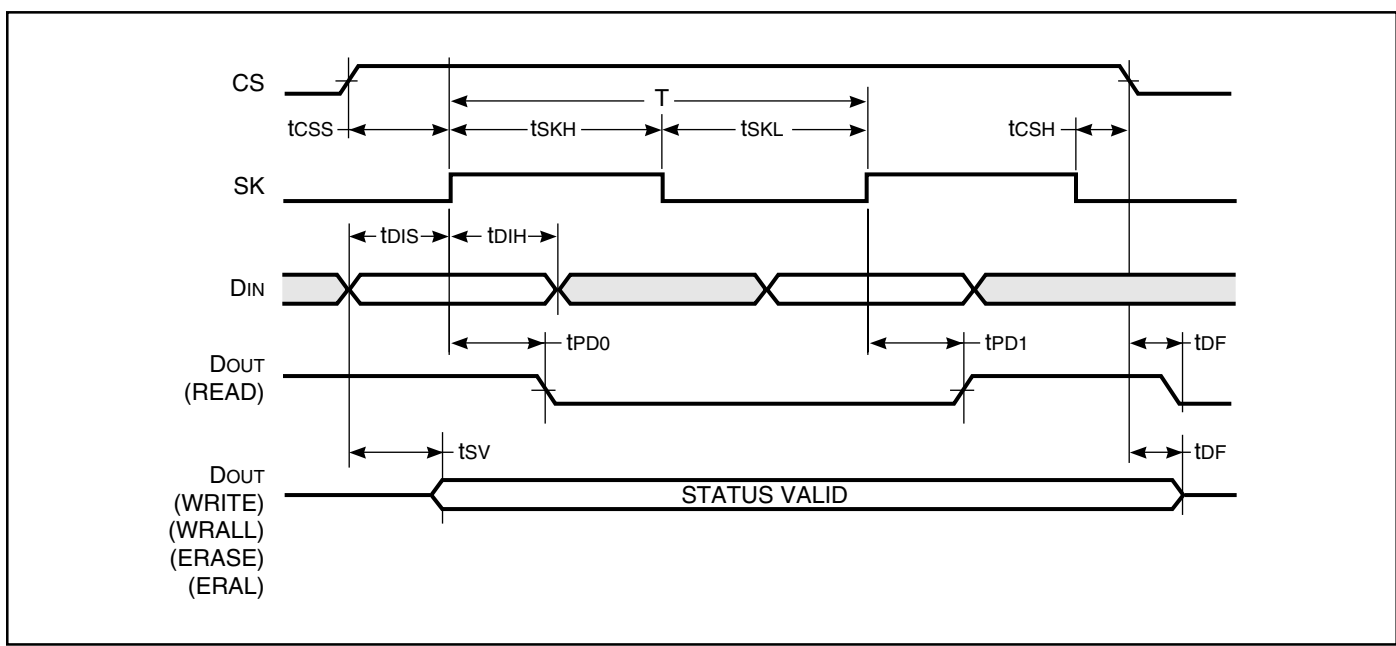 CS
T
tCSS
tSKH
tSKL
tCSH
SK
tDIS
tDIH
DIN
tPD0
tPD1
tDF
DOUT
(READ)
tSV
tDF
DOUT
(WRITE)
STATUS VALID
(WRALL)
(ERASE)
(ERAL)